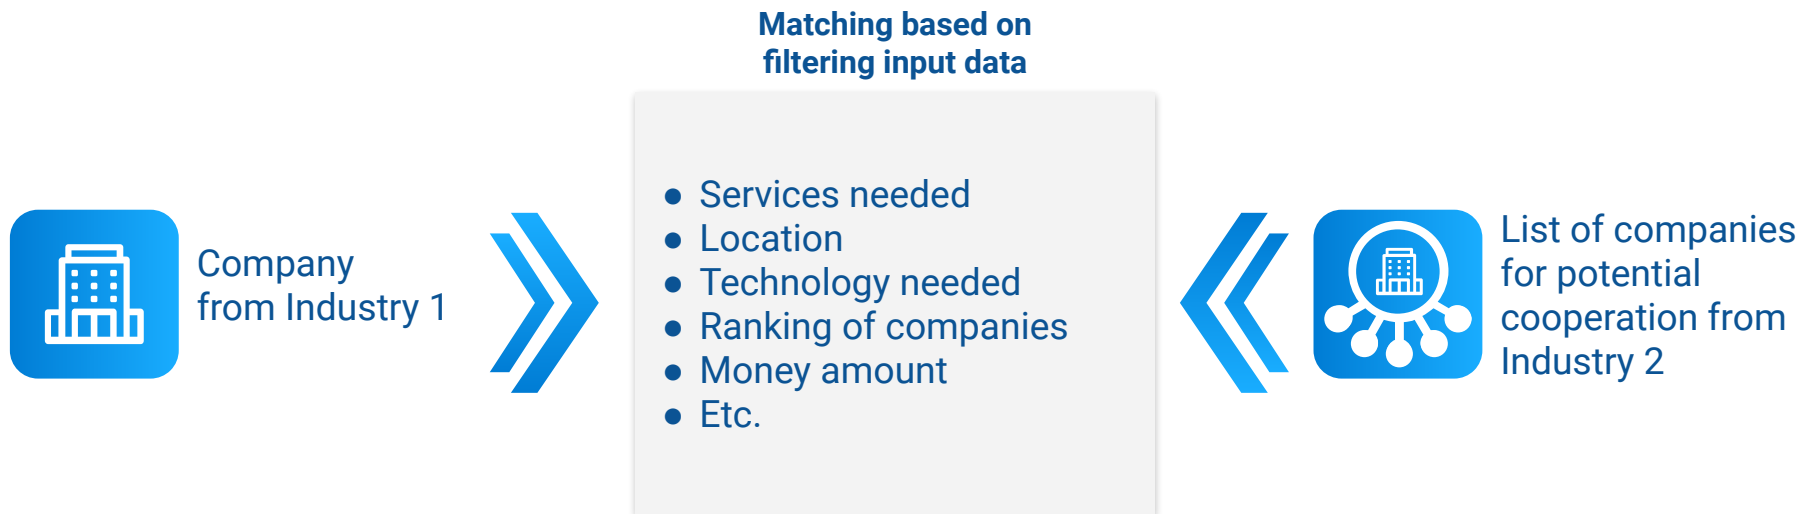 Matching based on
filtering input data
Company
from Industry 1
● Services needed
● Location
● Technology needed
● Ranking of companies
● Money amount
● Etc.
List of companies
for potential
cooperation from
Industry 2